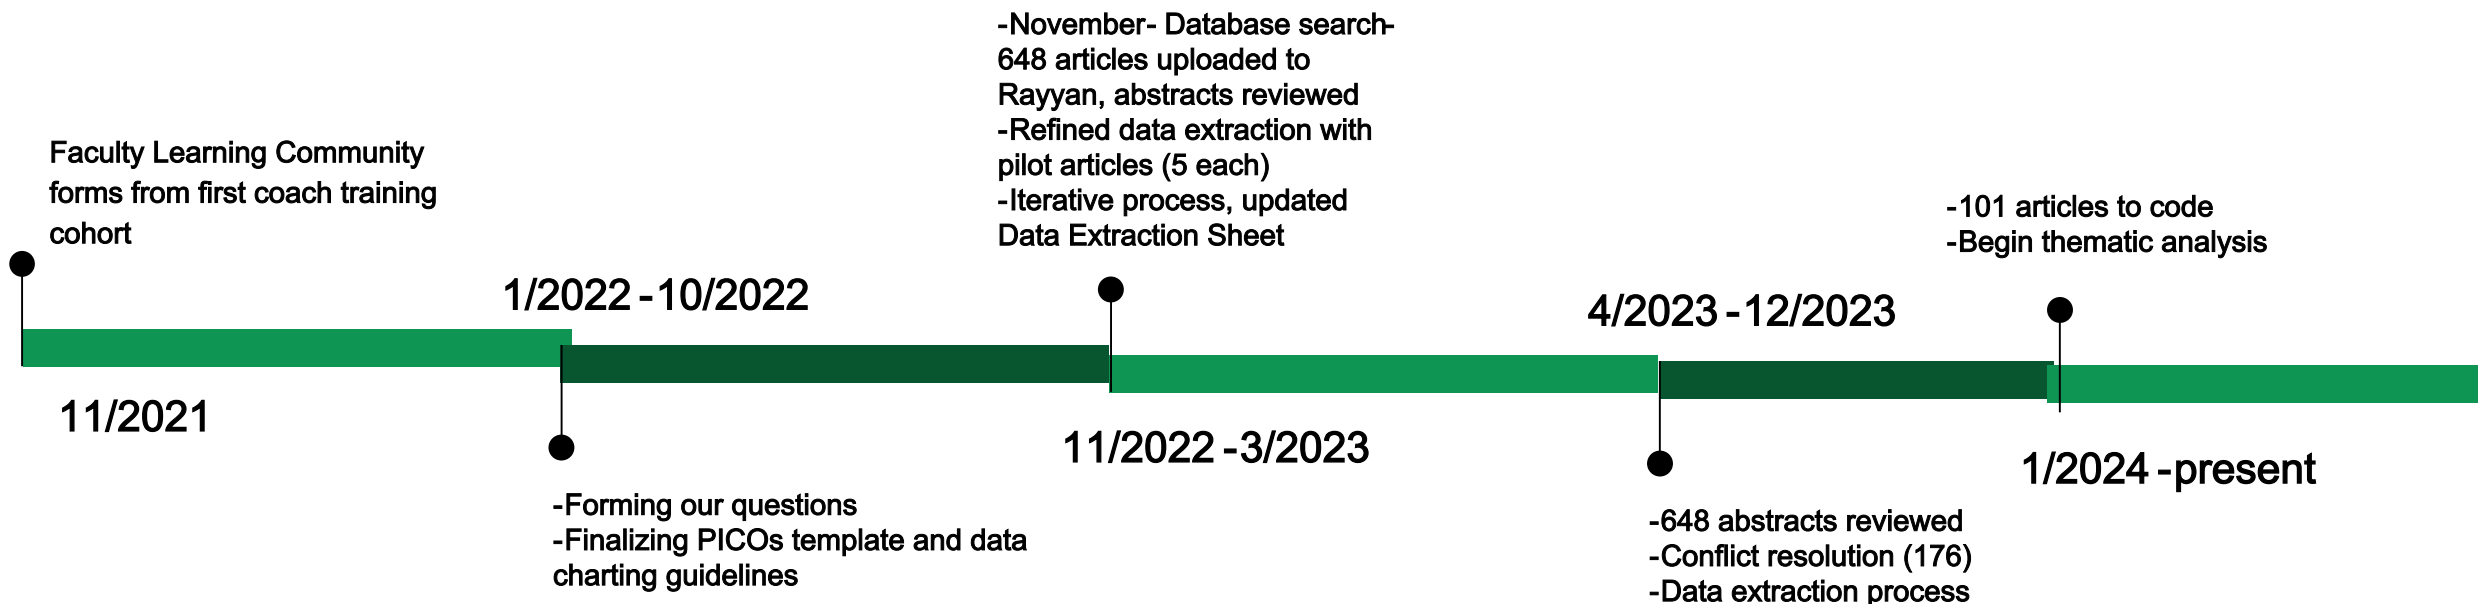 Faculty Learning Community
forms from first coach training
cohort
11/2021
1/2022 -10/2022
-Forming our questions
-Finalizing PICOs template and data
charting guidelines
-November- Database search-
648 articles uploaded to
Rayyan, abstracts reviewed
-Refined data extraction with
pilot articles (5 each)
-Iterative process, updated
Data Extraction Sheet
11/2022 -3/2023
4/2023 -12/2023
-648 abstracts reviewed
-Conflict resolution (176)
-Data extraction process
-101 articles to code
-Begin thematic analysis
1/2024 -present